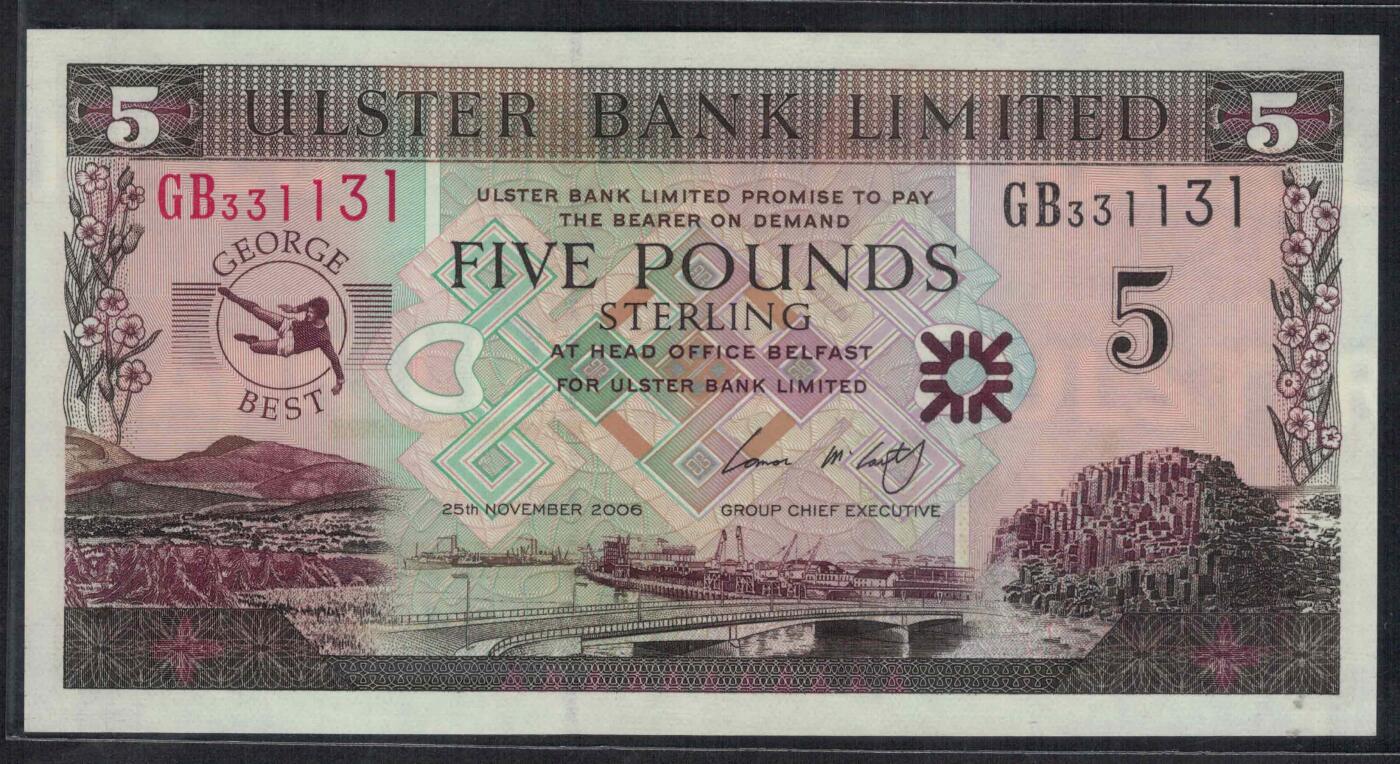 5 ULSTER BANK LIMITED 5
GB331131
GB331131
GEORGE
BEST
ULSTER BANK LIMITED PROMISE TO PAY
THE BEARER ON DEMAND
FIVE POUNDS
STERLING
AT HEAD OFFICE BELFAST
FOR ULSTER BANK LIMITED
5
25th NOVEMBER 2006
GROUP CHIEF EXECUTIVE